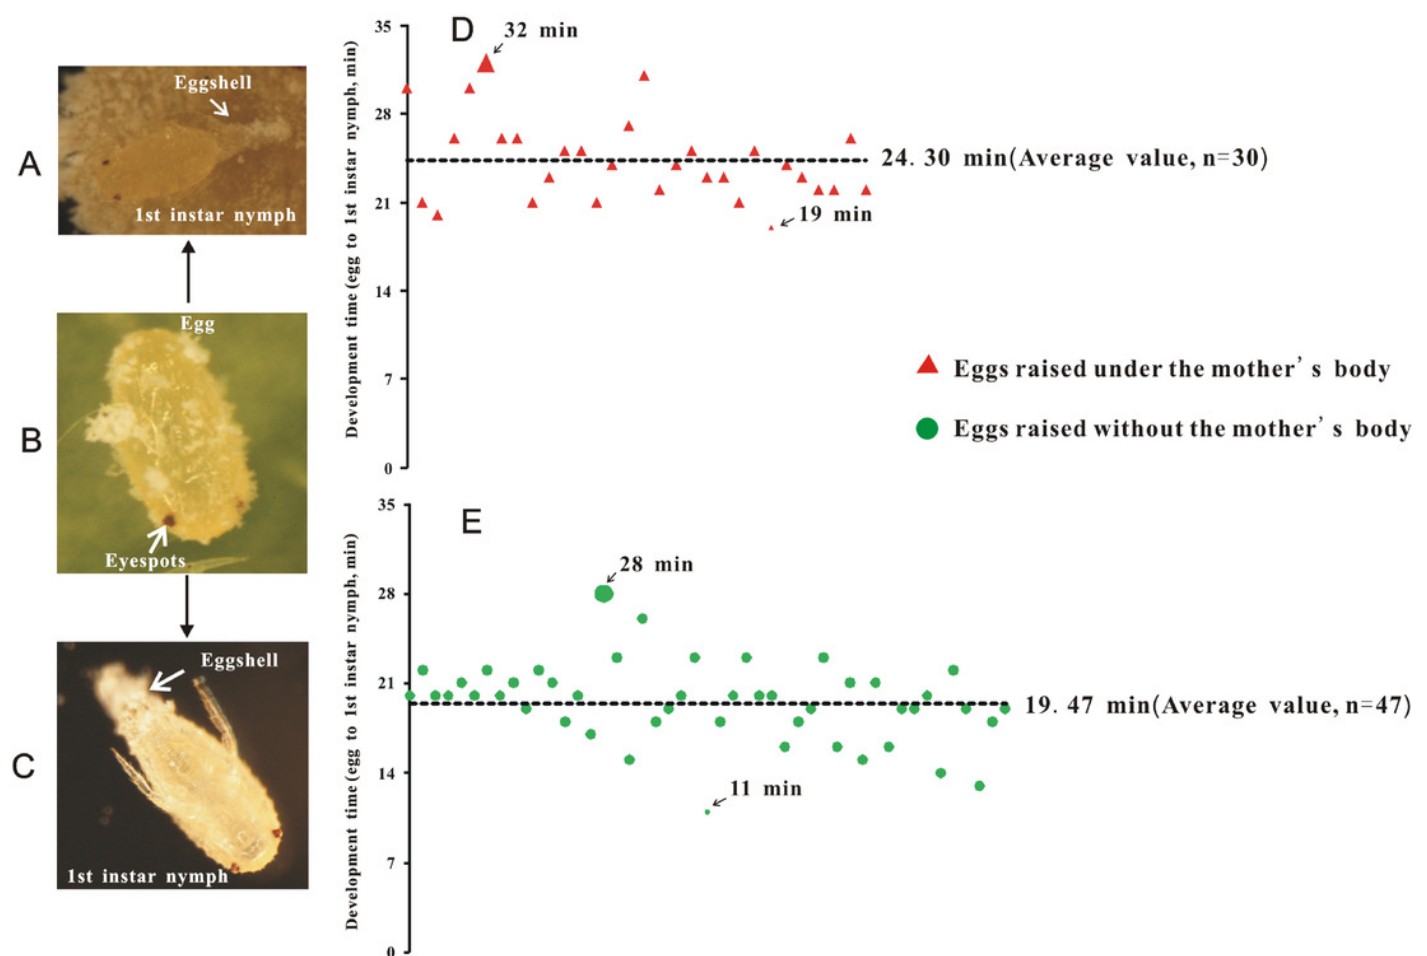 A
Eggshell
1st instar nymph
B
Egg
Eyespots
C
Eggshell
1st instar nymph
D
Development time (egg to 1st instar nymph, min)
35
28
21
14
7
0
32 min
24. 30 min(Average value, n=30)
19 min
Eggs raised under the mother’ s body
Eggs raised without the mother’ s body
E
Development time (egg to 1st instar nymph, min)
35
28
21
14
7
0
28 min
19. 47 min(Average value, n=47)
11 min